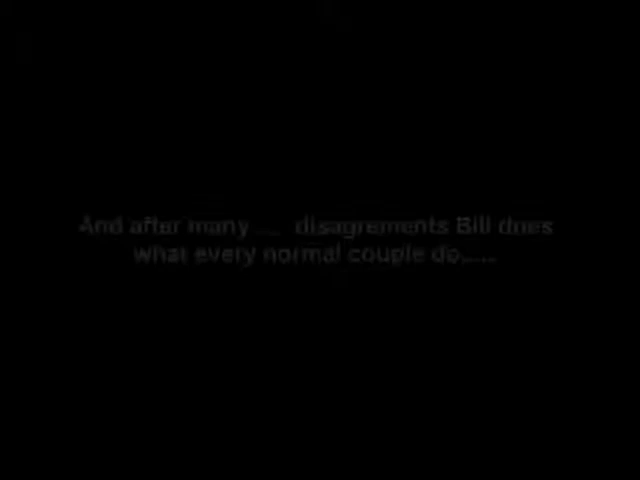 And after many .... disagrements Bill does
what every normal couple do.....